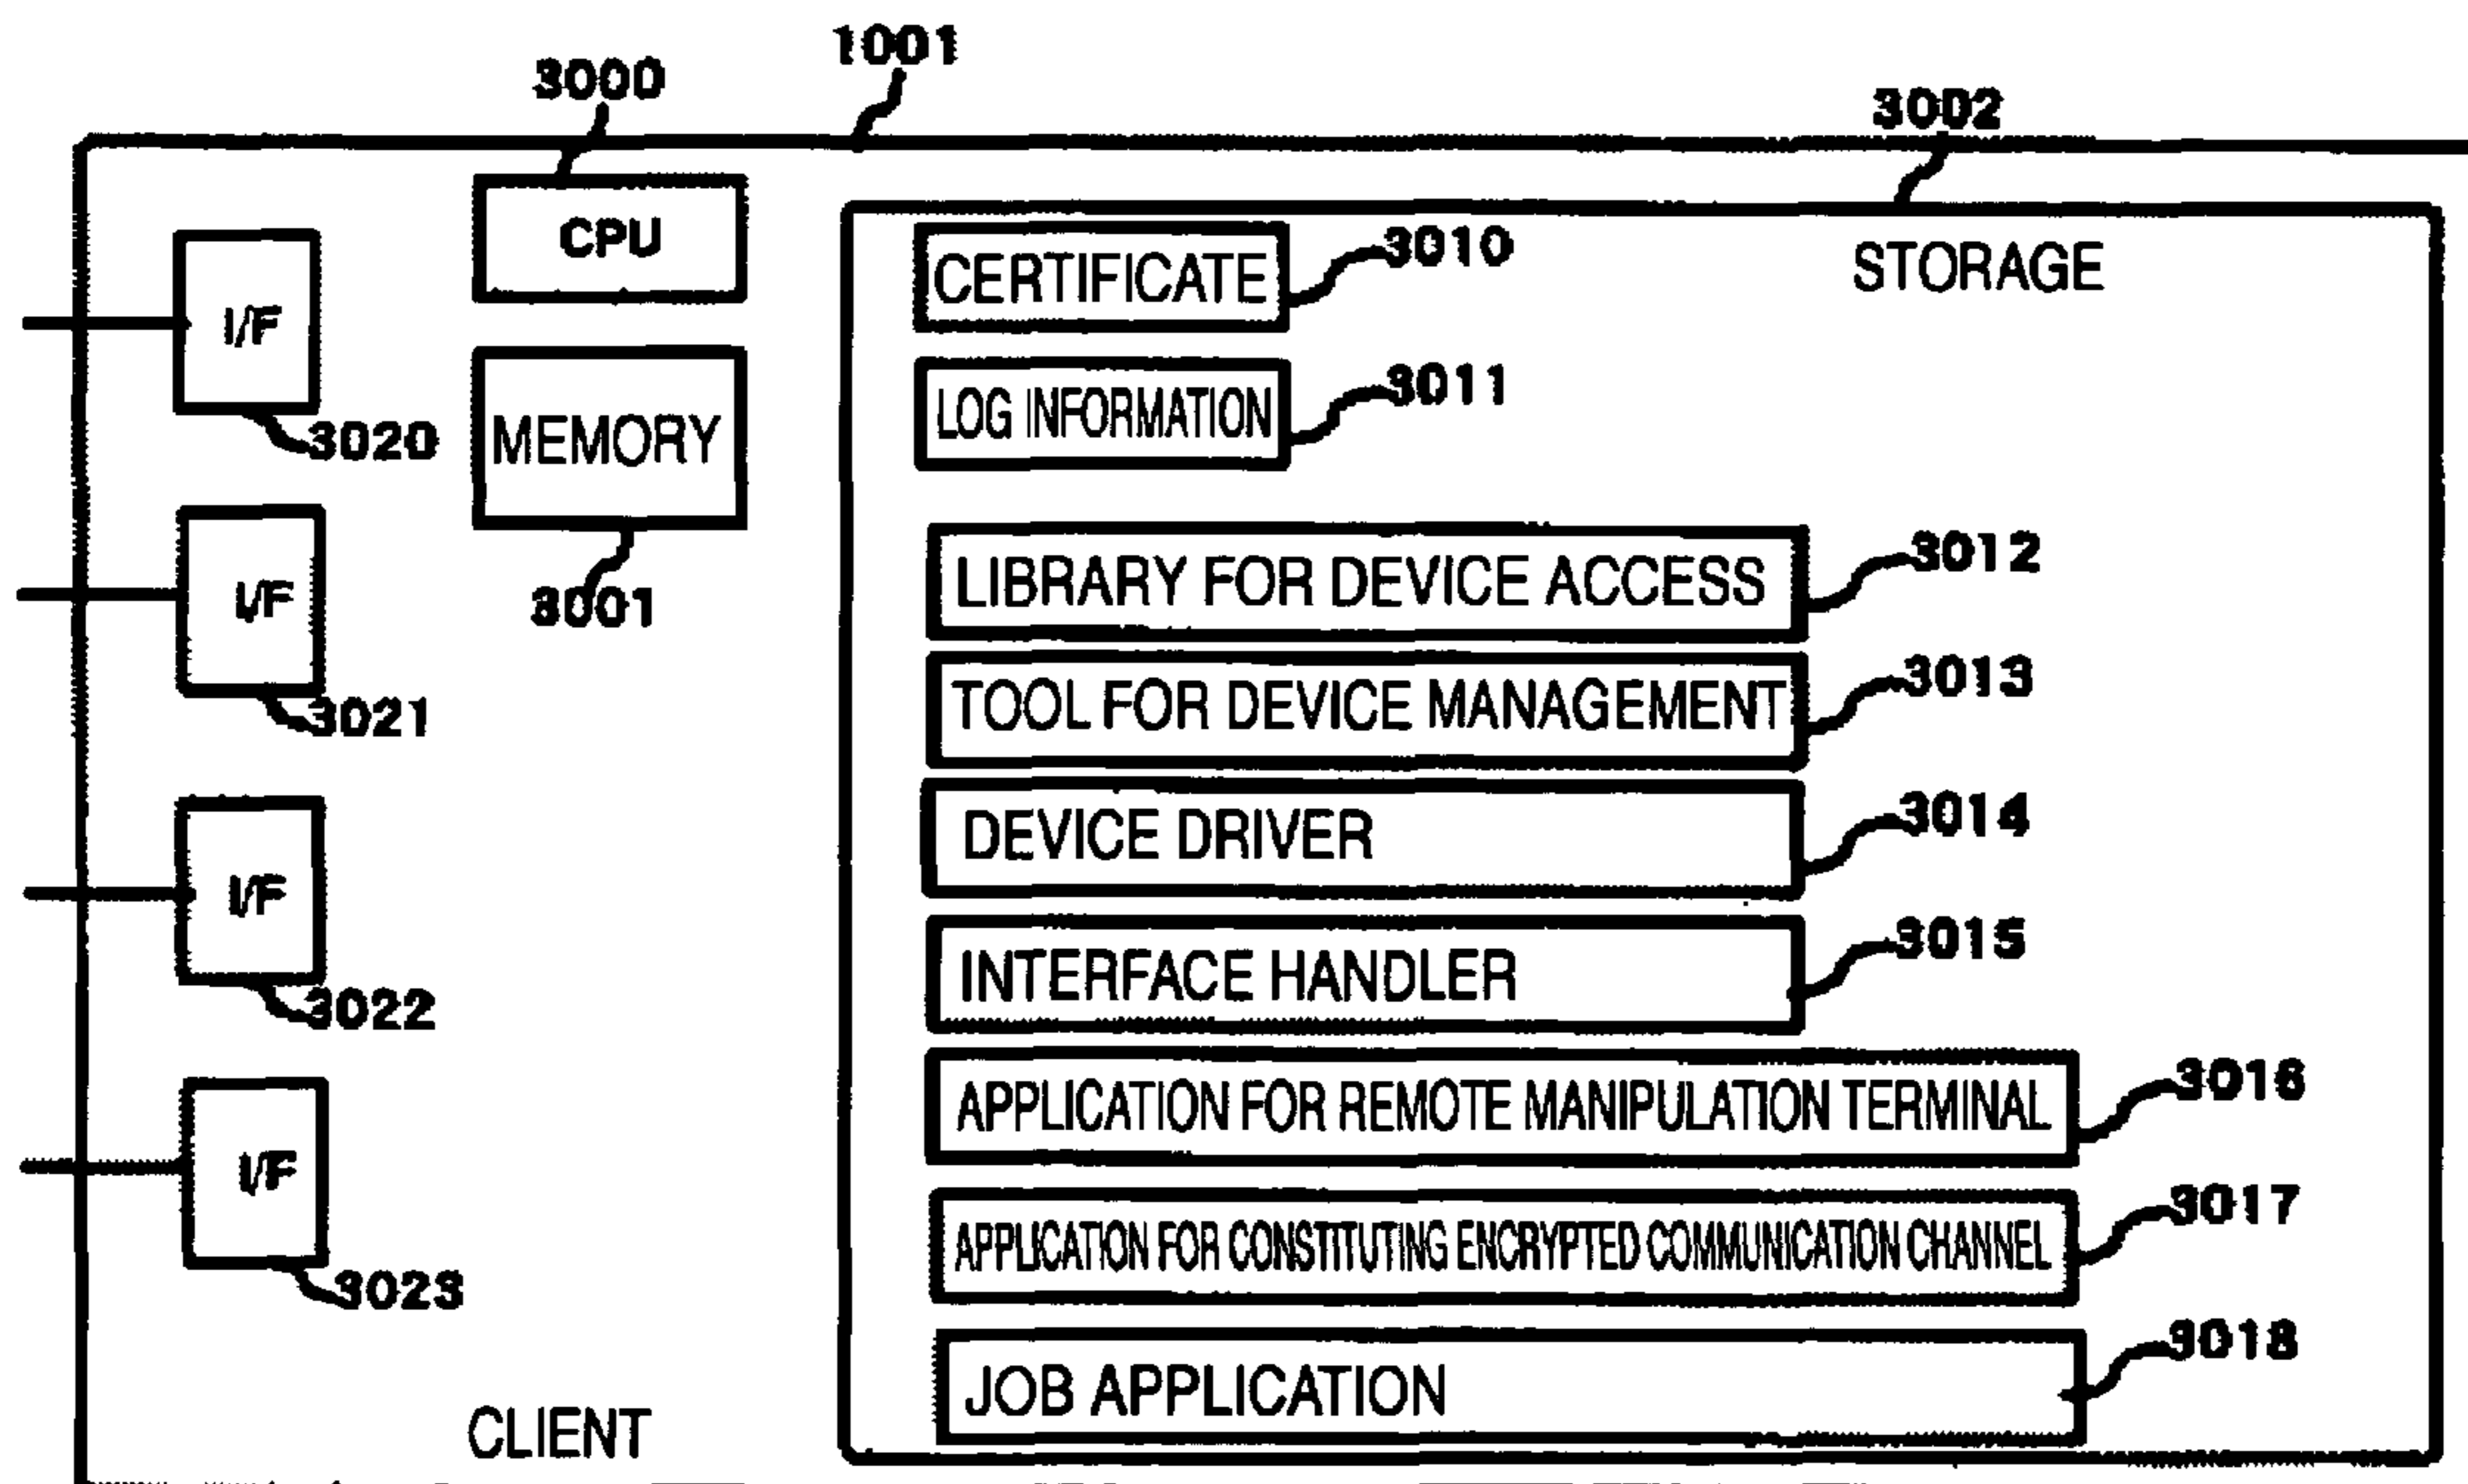 1001
3000
3002
CPU
CERTIFICATE
3010
STORAGE
I/F
3020
LOG INFORMATION
3011
MEMORY
3001
I/F
3021
LIBRARY FOR DEVICE ACCESS
3012
TOOL FOR DEVICE MANAGEMENT
3013
DEVICE DRIVER
3014
I/F
3022
INTERFACE HANDLER
3015
APPLICATION FOR REMOTE MANIPULATION TERMINAL
3016
I/F
3023
APPLICATION FOR CONSTITUTING ENCRYPTED COMMUNICATION CHANNEL
3017
JOB APPLICATION
3018
CLIENT